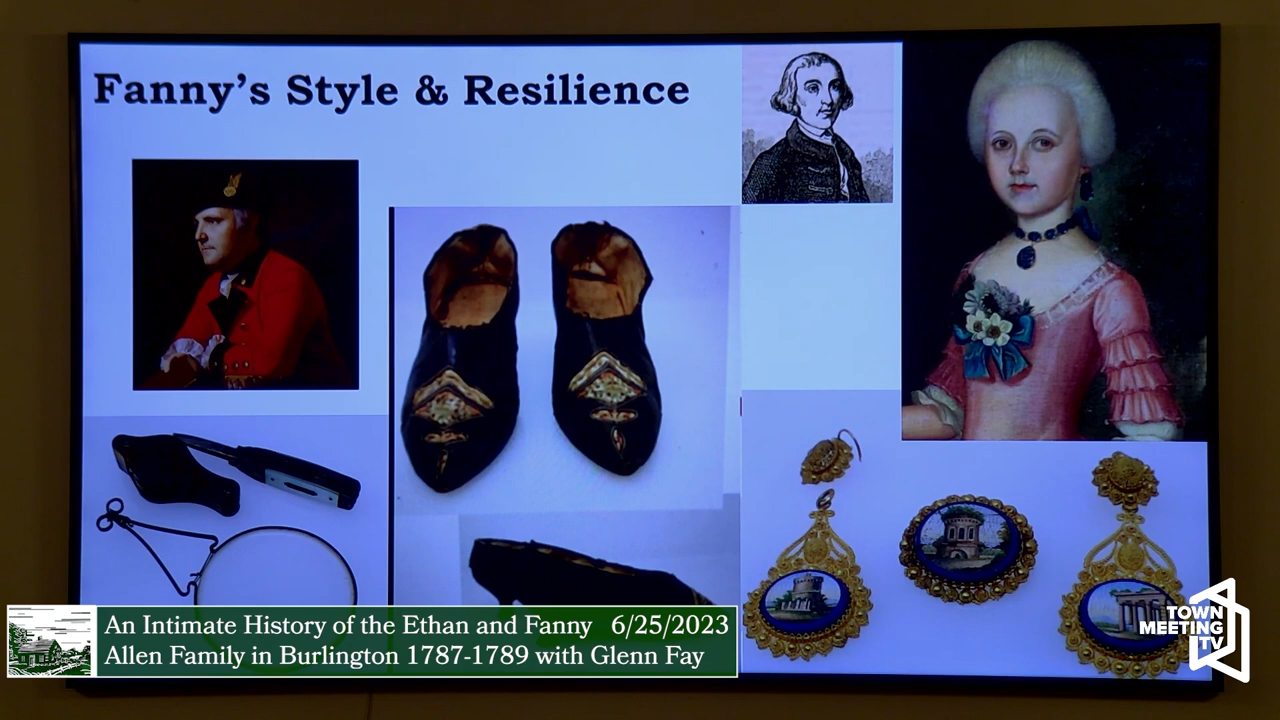 Fanny's Style & Resilience
An Intimate History of the Ethan and Fanny 6/25/2023
Allen Family in Burlington 1787-1789 with Glenn Fay
TOWN
MEETING
TV